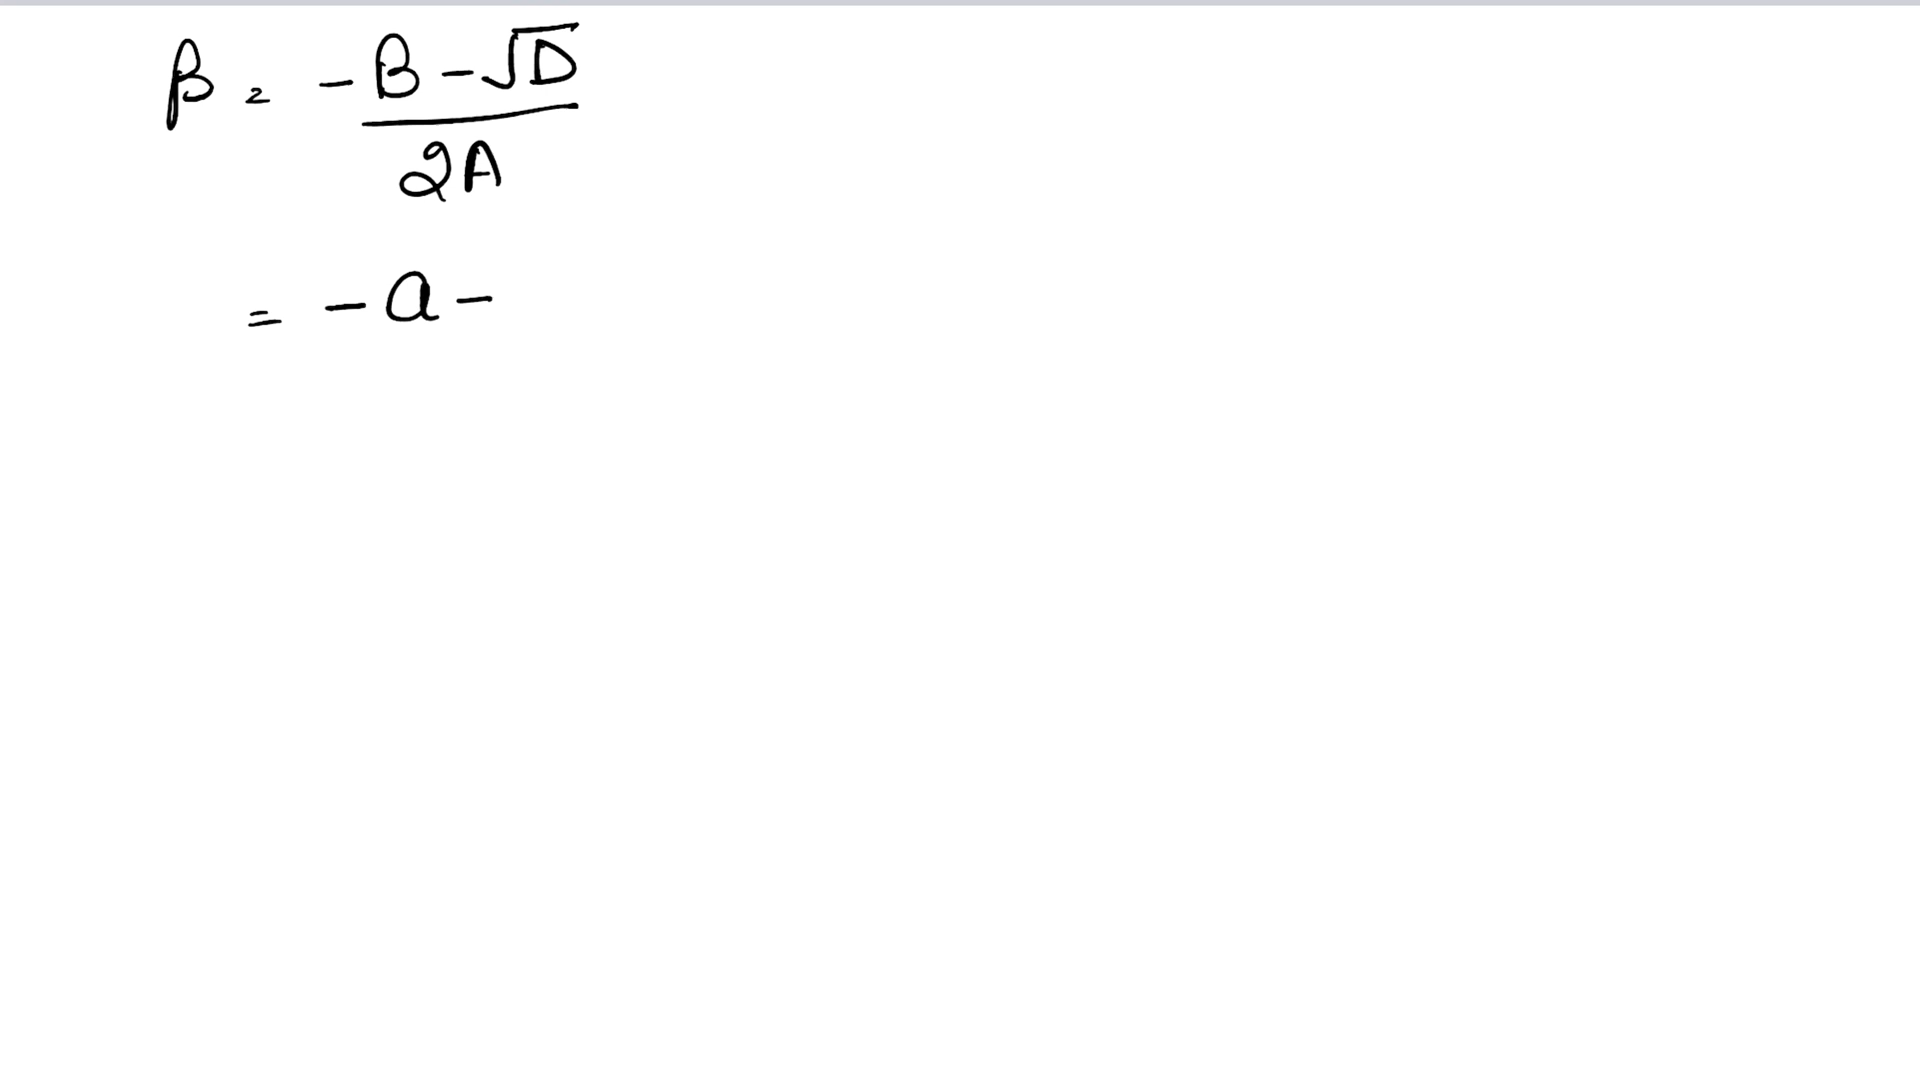 β = -B-√D
2A
= -a-